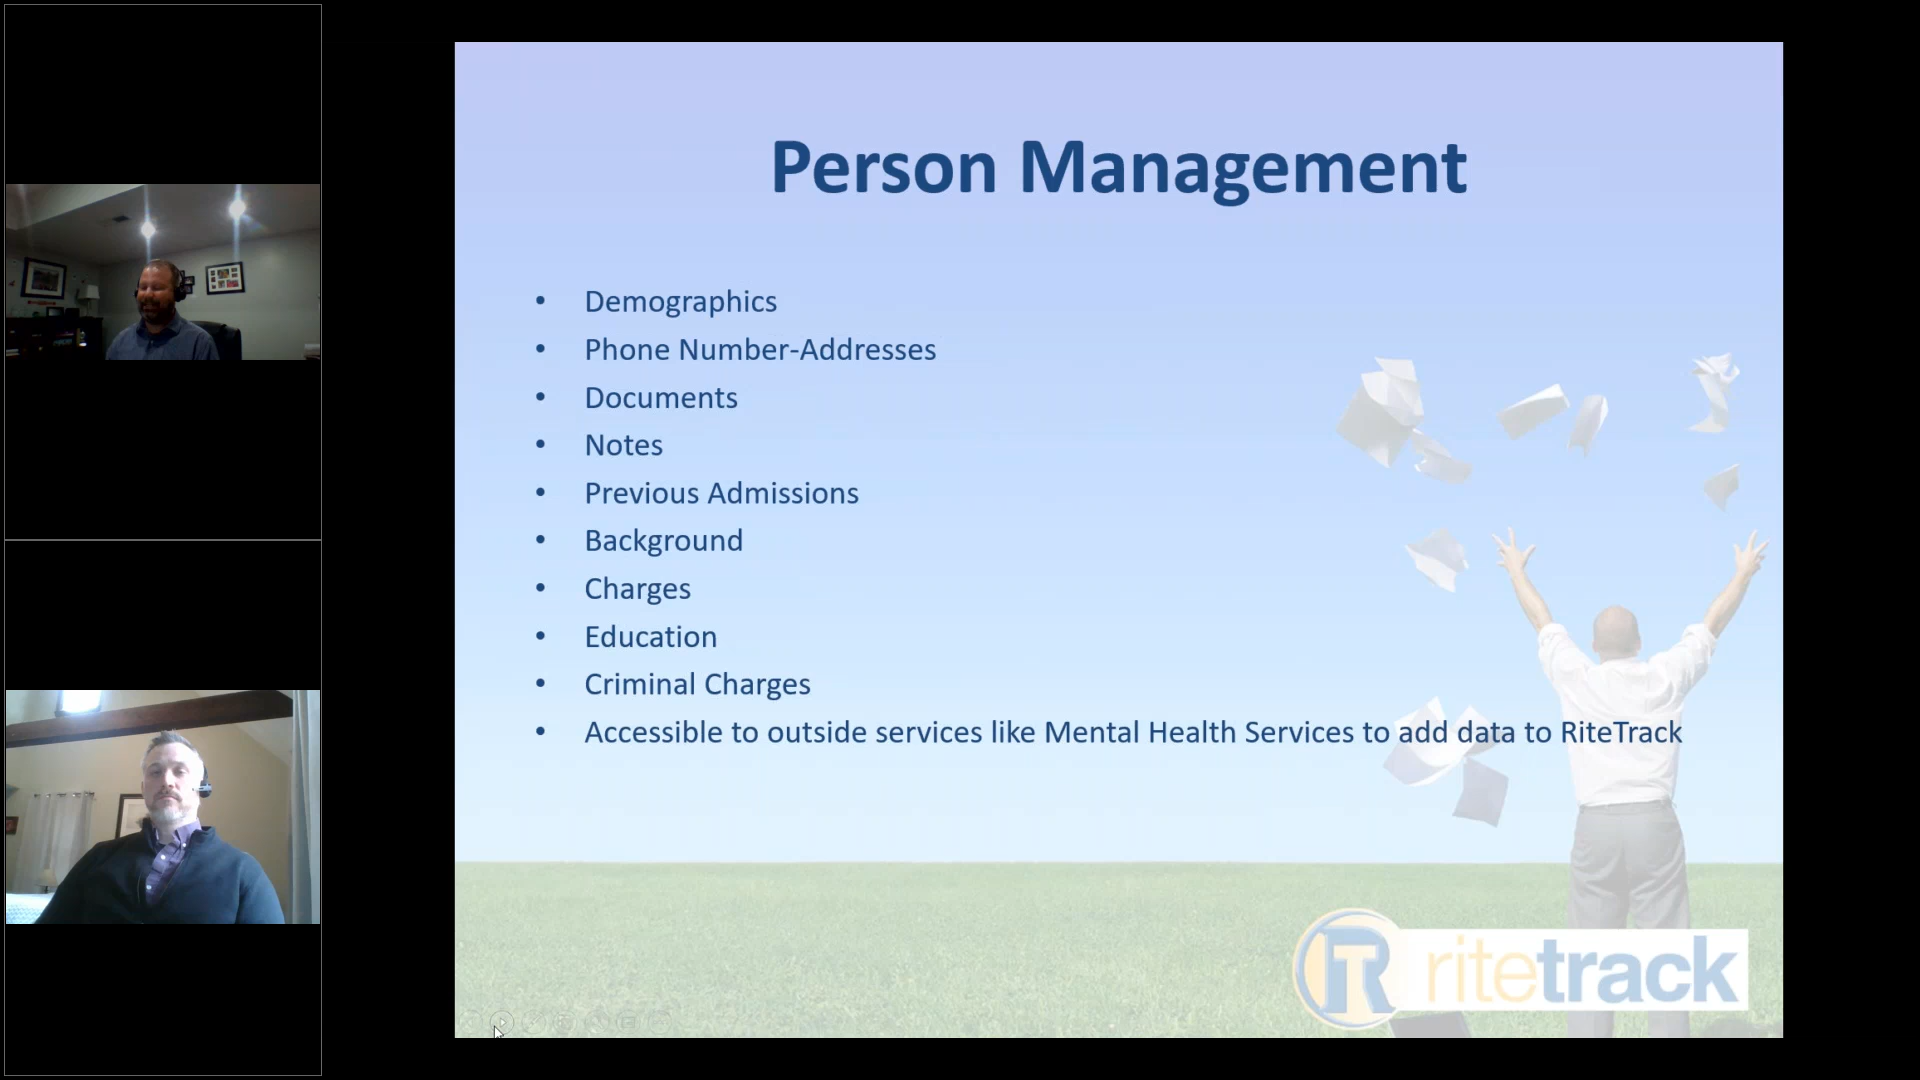 Person Management
• Demographics
• Phone Number-Addresses
• Documents
• Notes
• Previous Admissions
• Background
• Charges
• Education
• Criminal Charges
• Accessible to outside services like Mental Health Services to add data to RiteTrack
RT ritetrack